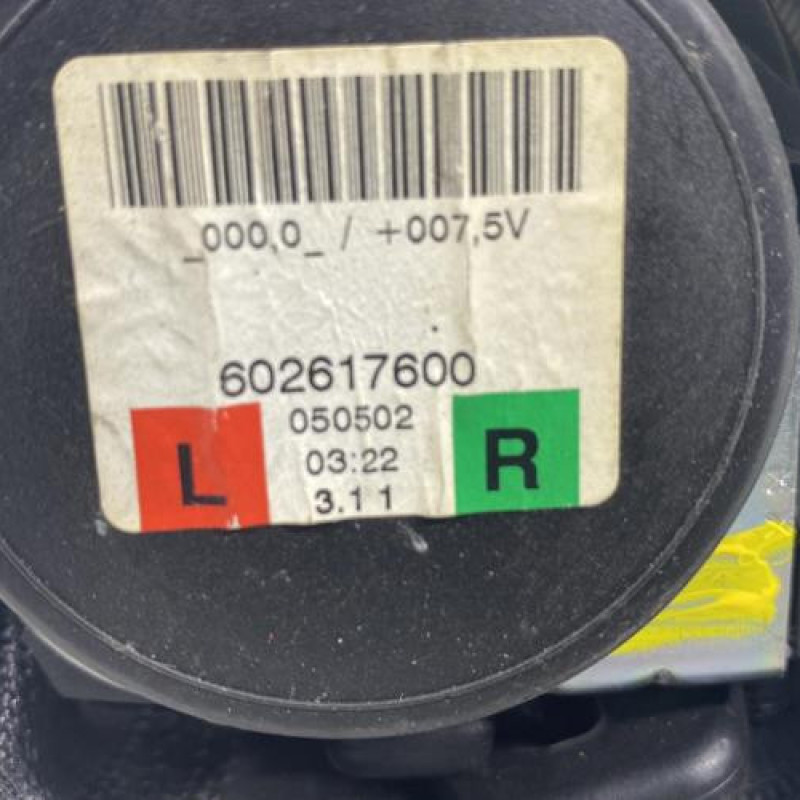 _000,0_ / +007,5V
602617600
050502
L
03:22
R
3.1 1